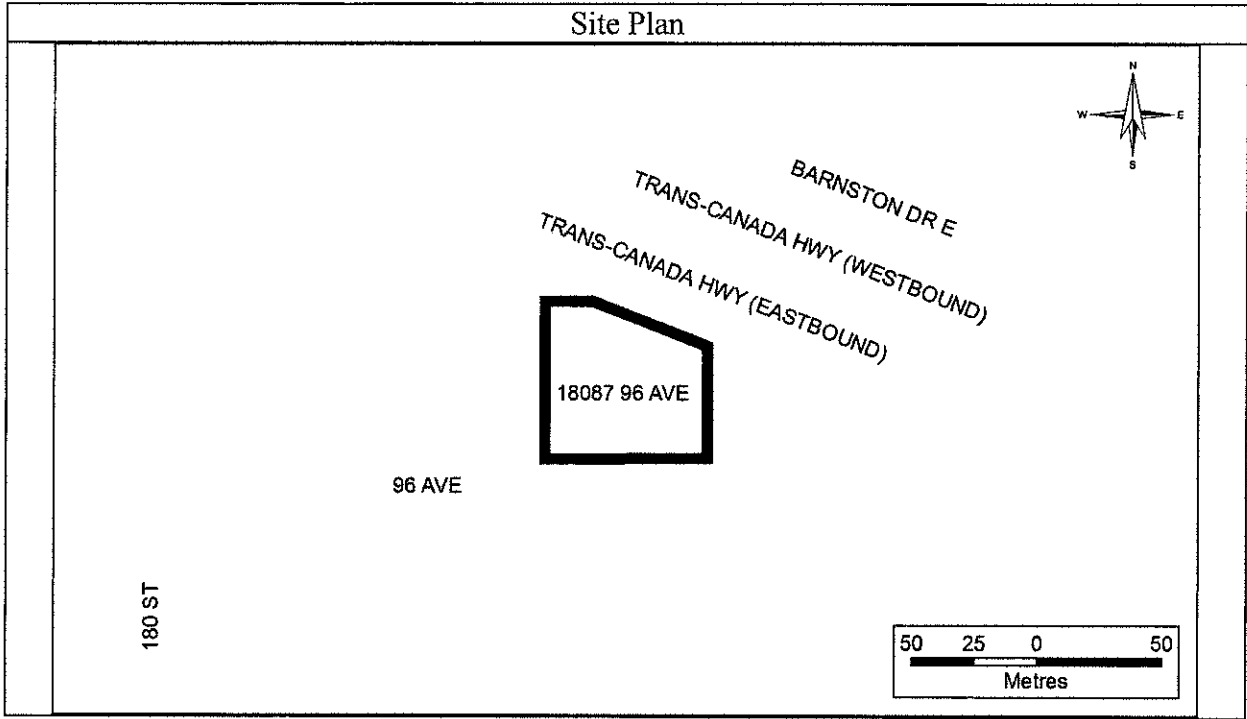 Site Plan
N
W E
S
BARNSTON DR E
TRANS-CANADA HWY (WESTBOUND)
TRANS-CANADA HWY (EASTBOUND)
18087 96 AVE
96 AVE
180 ST
50 25 0 50
Metres